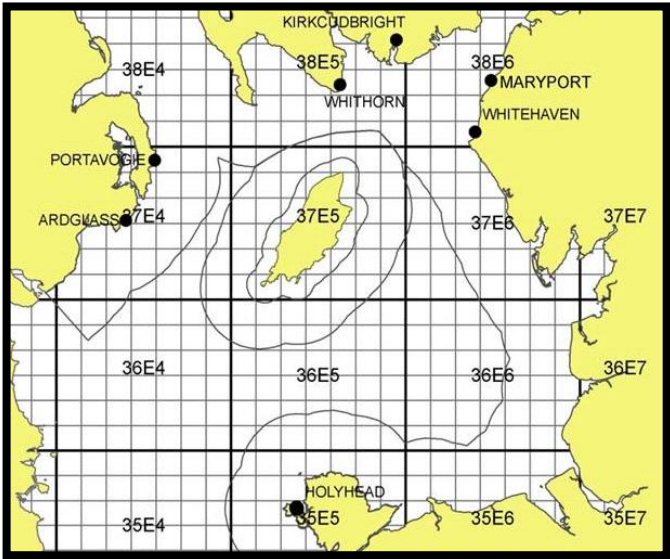 KIRKCUDBRIGHT
38E4
38E5
38E6
MARYPORT
WHITHORN
WHITEHAVEN
PORTAVOGIE
ARDGLASS
37E4
37E5
37E6
37E7
36E4
36E5
36E6
36E7
HOLYHEAD
35E4
35E5
35E6
35E7